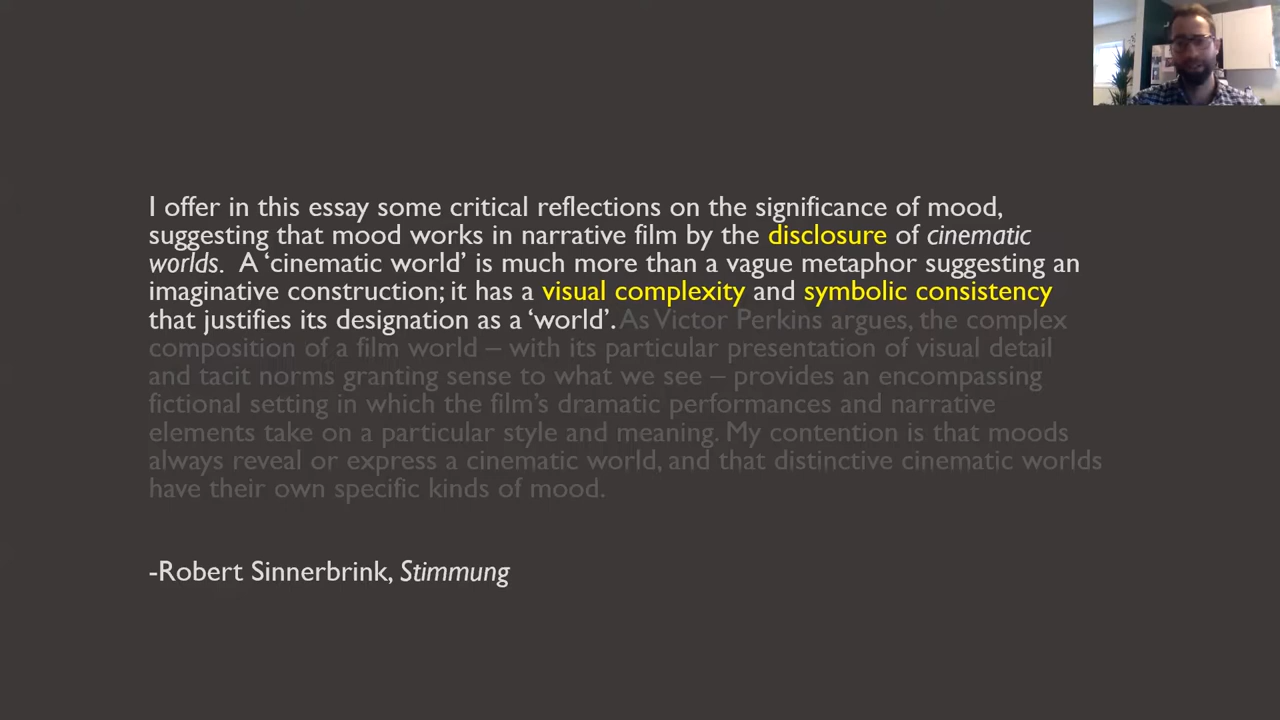 I offer in this essay some critical reflections on the significance of mood,
suggesting that mood works in narrative film by the disclosure of cinematic
worlds.  A ‘cinematic world’ is much more than a vague metaphor suggesting an
imaginative construction; it has a visual complexity and symbolic consistency
that justifies its designation as a ‘world’. As Victor Perkins argues, the complex
composition of a film world – with its particular presentation of visual detail
and tacit norms granting sense to what we see – provides an encompassing
fictional setting in which the film’s dramatic performances and narrative
elements take on a particular style and meaning. My contention is that moods
always reveal or express a cinematic world, and that distinctive cinematic worlds
have their own specific kinds of mood.
-Robert Sinnerbrink, Stimmung